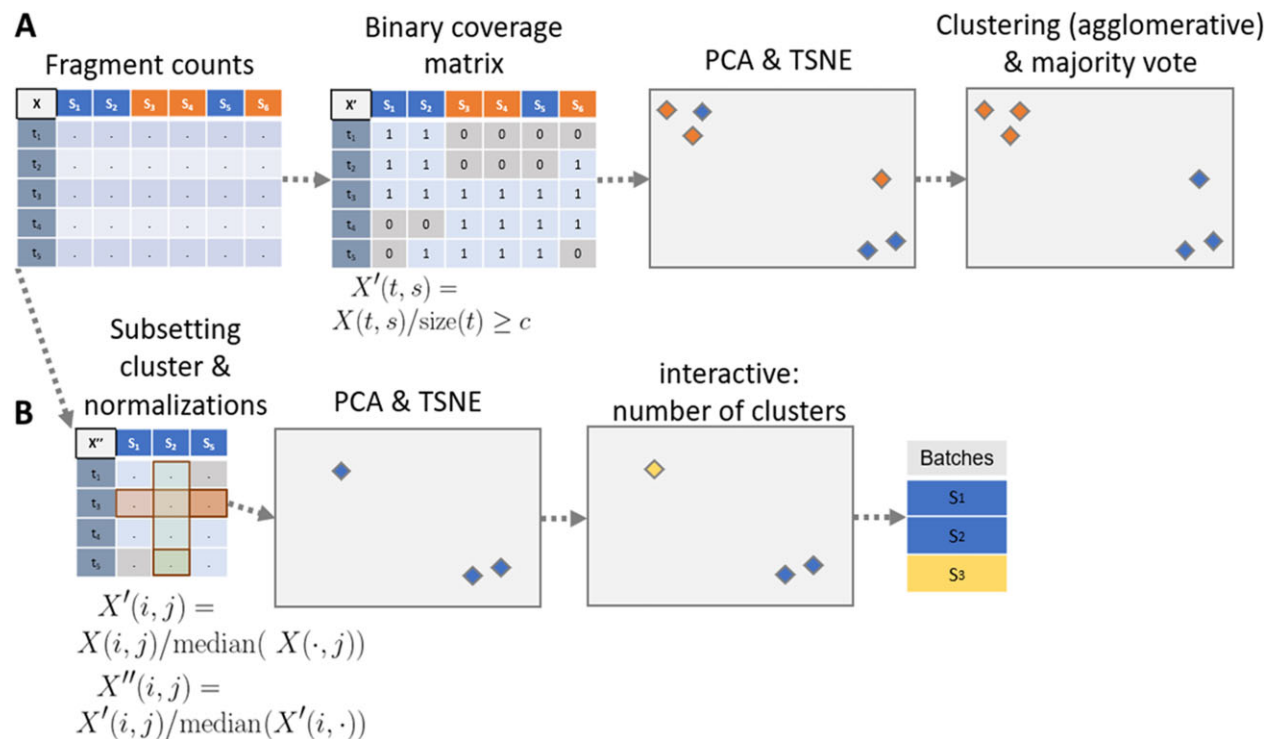 A
Fragment counts
X S1 S2 S3 S4 S5 S6
t1 . . . . . .
t2 . . . . . .
t3 . . . . . .
t4 . . . . . .
t5 . . . . . .
Binary coverage
matrix
X' S1 S2 S3 S4 S5 S6
t1 1 1 0 0 0 0
t2 1 1 0 0 0 1
t3 1 1 1 1 1 1
t4 0 0 1 1 1 1
t5 0 1 1 1 1 0
X'(t, s) =
X(t, s)/size(t) ≥ c
PCA & TSNE
Clustering (agglomerative)
& majority vote
B
Subsetting
cluster &
normalizations
X'' S1 S2 S5
t1 . . .
t3 . . .
t4 . . .
t5 . . .
X'(i, j) =
X(i, j)/median( X(·, j))
X''(i, j) =
X'(i, j)/median(X'(i, ·))
PCA & TSNE
interactive:
number of clusters
Batches
S1
S2
S3